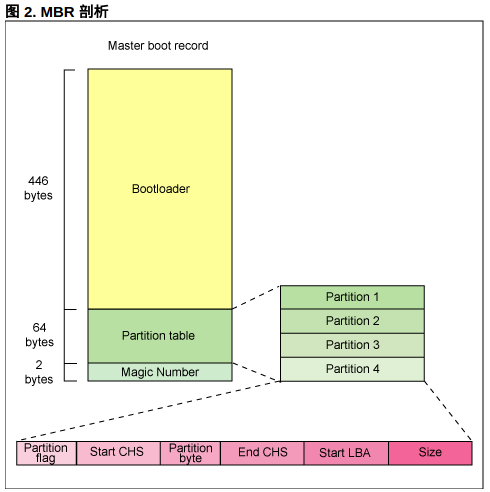 图 2. MBR 剖析
Master boot record
446
bytes
Bootloader
64
bytes
Partition table
2
bytes
Magic Number
Partition 1
Partition 2
Partition 3
Partition 4
Partition
flag
Start CHS
Partition
byte
End CHS
Start LBA
Size